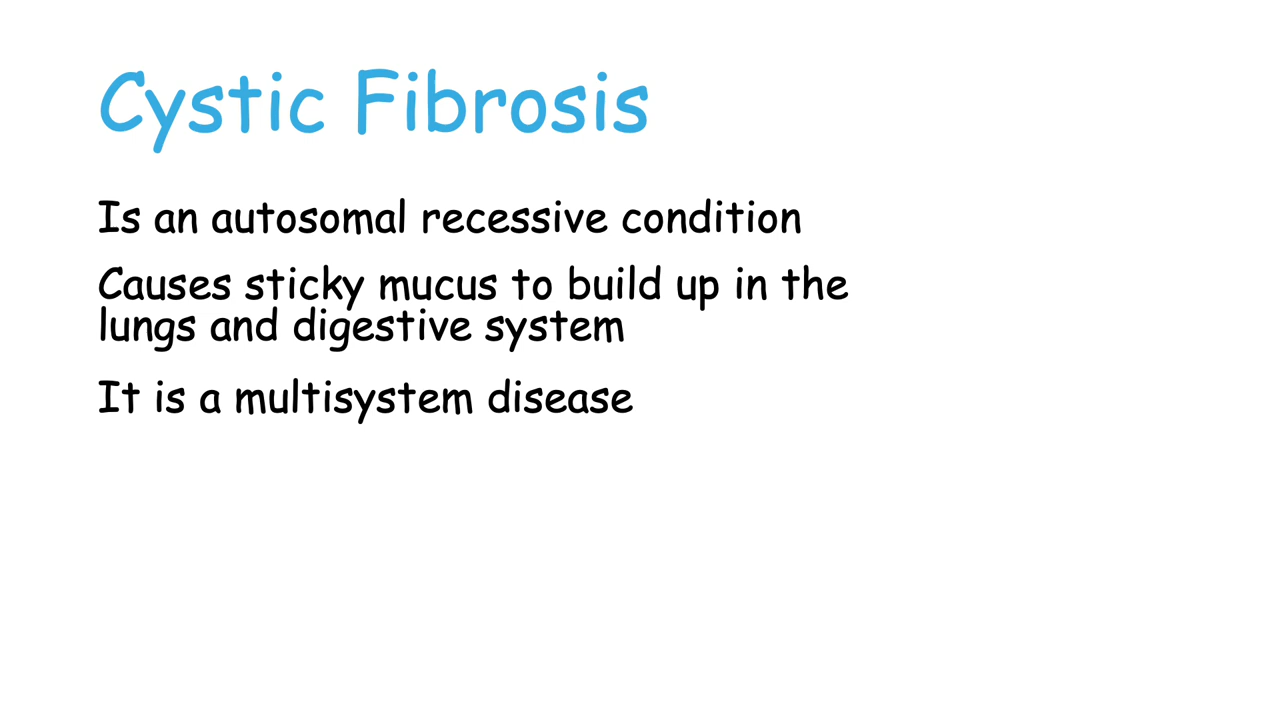 Cystic Fibrosis
Is an autosomal recessive condition
Causes sticky mucus to build up in the
lungs and digestive system
It is a multisystem disease